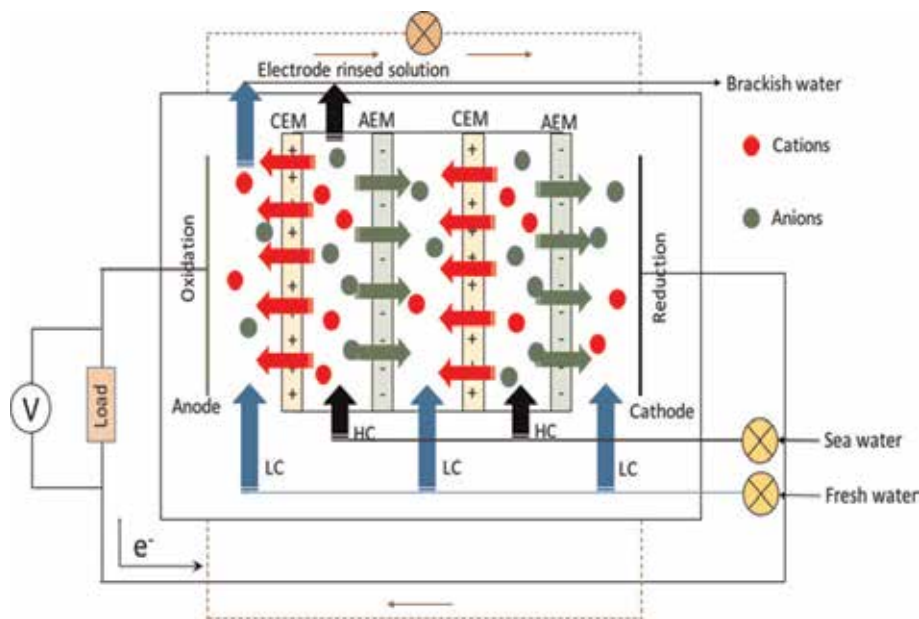 Electrode rinsed solution
Brackish water
CEM
AEM
CEM
AEM
Cations
Anions
Oxidation
Reduction
Load
V
Anode
Cathode
HC
HC
Sea water
LC
LC
LC
Fresh water
e-